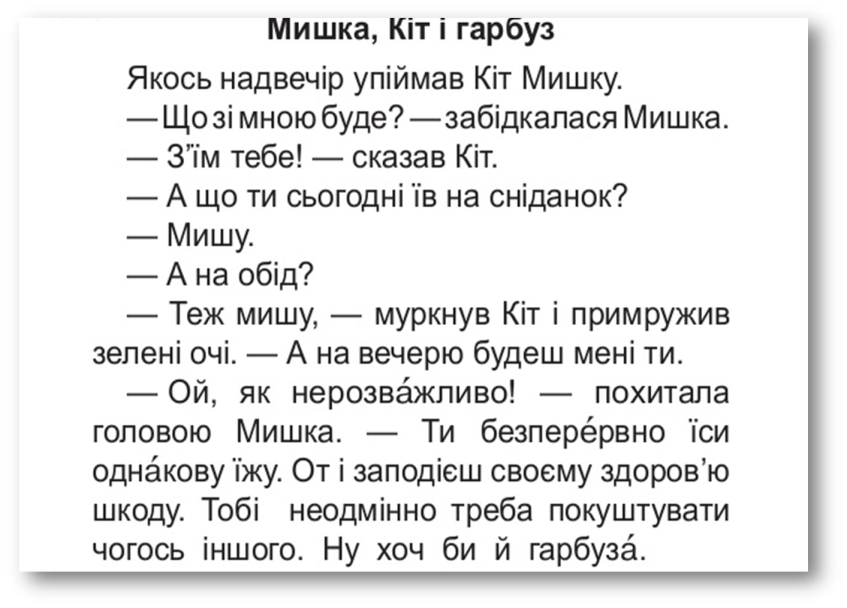 Мишка, Кіт і гарбуз
Якось надвечір упіймав Кіт Мишку.
— Що зі мною буде? — забідкалася Мишка.
— З’їм тебе! — сказав Кіт.
— А що ти сьогодні їв на сніданок?
— Мишу.
— А на обід?
— Теж мишу, — муркнув Кіт і примружив
зелені очі. — А на вечерю будеш мені ти.
— Ой, як нерозва́жливо! — похитала
головою Мишка. — Ти безпере́рвно їси
одна́кову їжу. От і заподієш своєму здоров’ю
шкоду. Тобі неодмінно треба покуштувати
чогось іншого. Ну хоч би й гарбуза́.